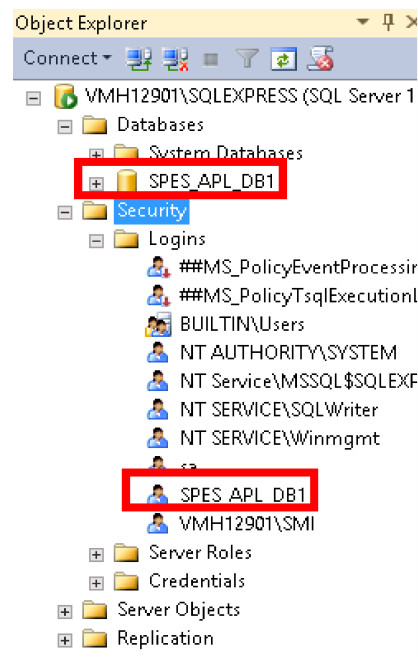 Object Explorer
Connect
VMH12901\SQLEXPRESS (SQL Server 1
Databases
System Databases
SPES_APL_DB1
Security
Logins
##MS_PolicyEventProcessin
##MS_PolicyTsqlExecutionL
BUILTIN\Users
NT AUTHORITY\SYSTEM
NT Service\MSSQL$SQLEXP
NT SERVICE\SQLWriter
NT SERVICE\Winmgmt
sa
SPES_APL_DB1
VMH12901\SMI
Server Roles
Credentials
Server Objects
Replication